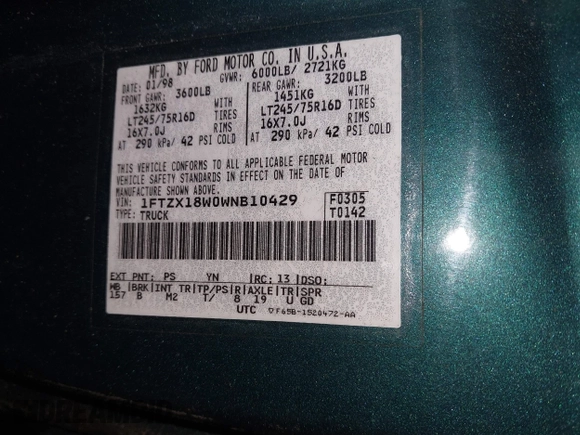 MFD. BY FORD MOTOR CO. IN U.S.A.
DATE: 01/98 GVWR: 6000LB/ 2721KG
FRONT GAWR: 3600LB REAR GAWR: 3200LB
1632KG WITH 1451KG WITH
LT245/75R16D TIRES LT245/75R16D TIRES
16X7.0J RIMS 16X7.0J RIMS
AT 290 kPa/ 42 PSI COLD AT 290 kPa/ 42 PSI COLD
THIS VEHICLE CONFORMS TO ALL APPLICABLE FEDERAL MOTOR
VEHICLE SAFETY STANDARDS IN EFFECT ON THE DATE OF
MANUFACTURE SHOWN ABOVE.
VIN: 1FTZX18W0WNB10429 F0305
TYPE: TRUCK T0142
EXT PNT: PS YN RC: 13 DSO:
WB BRK INT TR TP/PS R AXLE TR SPR
157 B M2 T/ 8 19 U GD
UTC F65B-1520472-AA